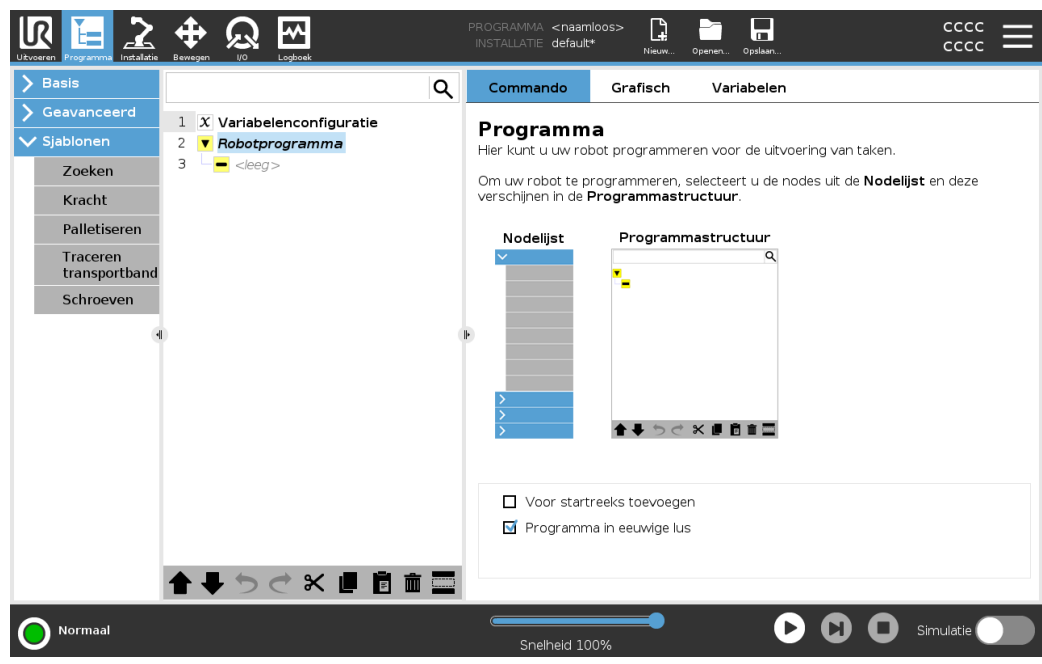 PROGRAMMA <naamloos>
INSTALLATIE default*
CCCC
CCCC
Uitvoeren Programma Installatie Bewegen I/O Logboek
Nieuw... Openen... Opslaan...
Basis
Geavanceerd
Sjablonen
Zoeken
Kracht
Palletiseren
Traceren
transportband
Schroeven
1 X Variabelenconfiguratie
2 Robotprogramma
3 <leeg>
Commando Grafisch Variabelen
Programma
Hier kunt u uw robot programmeren voor de uitvoering van taken.
Om uw robot te programmeren, selecteert u de nodes uit de Nodelijst en deze
verschijnen in de Programmastructuur.
Nodelijst Programmastructuur
Voor startreeks toevoegen
Programma in eeuwige lus
Normaal
Snelheid 100%
Simulatie